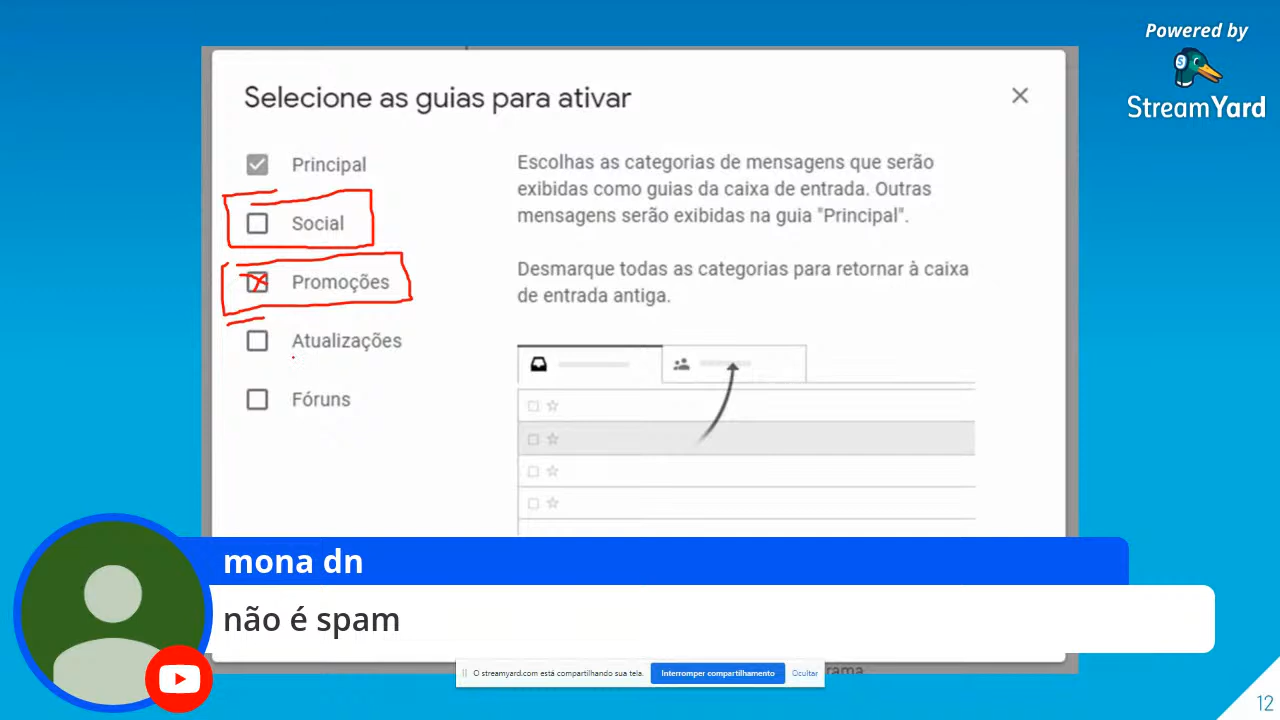 Powered by
StreamYard
Selecione as guias para ativar
Principal
Social
Promoções
Atualizações
Fóruns
Escolhas as categorias de mensagens que serão
exibidas como guias da caixa de entrada. Outras
mensagens serão exibidas na guia "Principal".
Desmarque todas as categorias para retornar à caixa
de entrada antiga.
mona dn
não é spam
O streamyard.com está compartilhando sua tela.
Interromper compartilhamento
Ocultar
rama
12